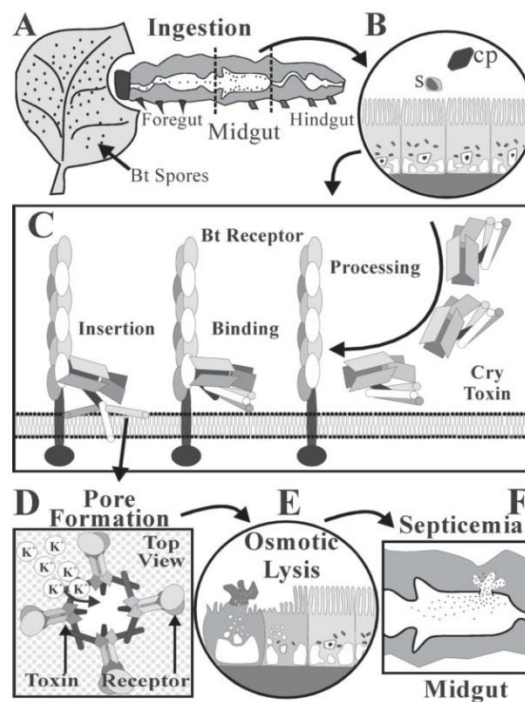 A
Ingestion
B
Foregut
Midgut
Hindgut
Bt Spores
cp
s
C
Bt Receptor
Processing
Insertion
Binding
Cry
Toxin
D
Pore
Formation
K⁺
K⁺
K⁺
K⁺
K⁺
K⁺
K⁺
Top
View
Toxin
Receptor
E
Osmotic
Lysis
F
Septicemia
Midgut